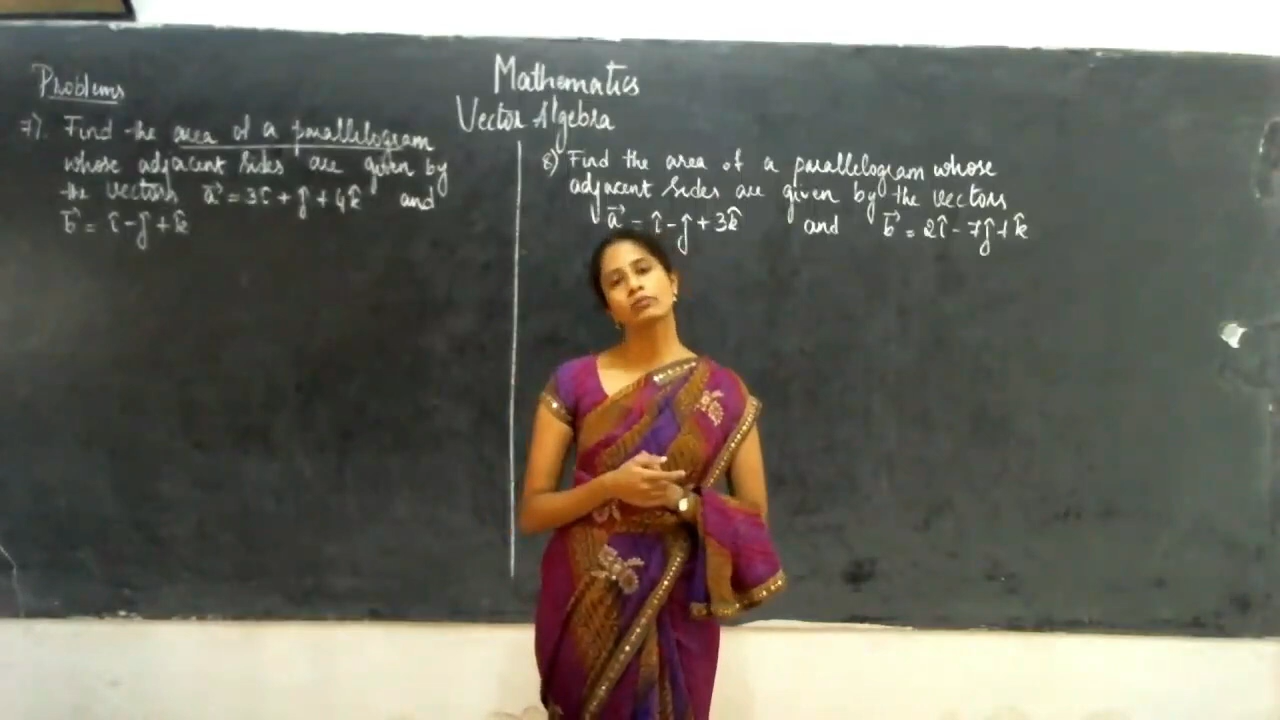 Mathematics
Vector Algebra
Problems
7). Find the area of a parallelogram
whose adjacent sides are given by
the vectors a⃗ = 3î + ĵ + 4k̂ and
b⃗ = î - ĵ + k̂
8) Find the area of a parallelogram whose
adjacent sides are given by the vectors
a⃗ = î - ĵ + 3k̂ and b⃗ = 2î - 7ĵ + k̂